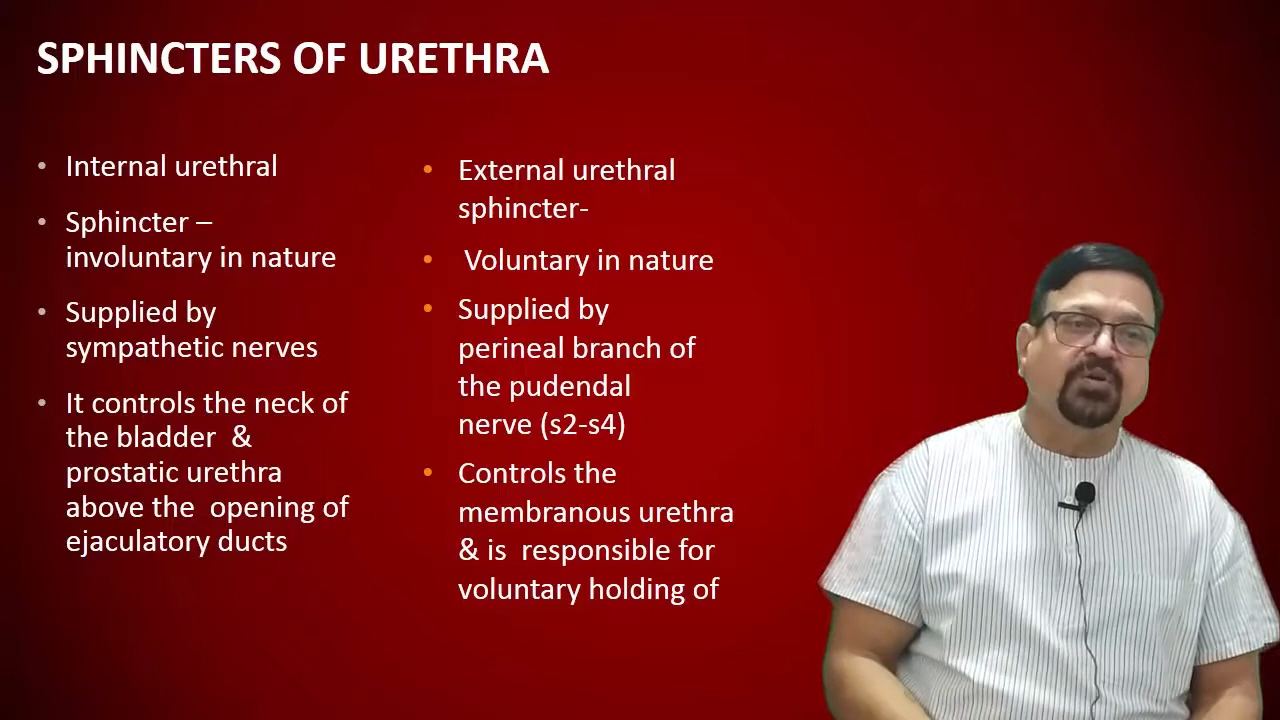 SPHINCTERS OF URETHRA
• Internal urethral
• Sphincter –
involuntary in nature
• Supplied by
sympathetic nerves
• It controls the neck of
the bladder &
prostatic urethra
above the opening of
ejaculatory ducts
• External urethral
sphincter-
• Voluntary in nature
• Supplied by
perineal branch of
the pudendal
nerve (s2-s4)
• Controls the
membranous urethra
& is responsible for
voluntary holding of